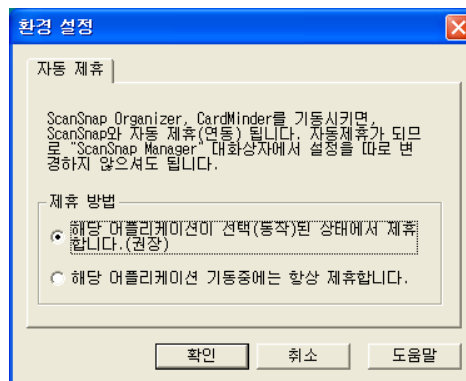 환경 설정
자동 제휴
ScanSnap Organizer, CardMinder를 기동시키면,
ScanSnap와 자동 제휴(연동) 됩니다. 자동제휴가 되므
로 "ScanSnap Manager" 대화상자에서 설정을 따로 변
경하지 않으셔도 됩니다.
제휴 방법
해당 어플리케이션이 선택(동작)된 상태에서 제휴
합니다.(권장)
해당 어플리케이션 기동중에는 항상 제휴합니다.
확인
취소
도움말